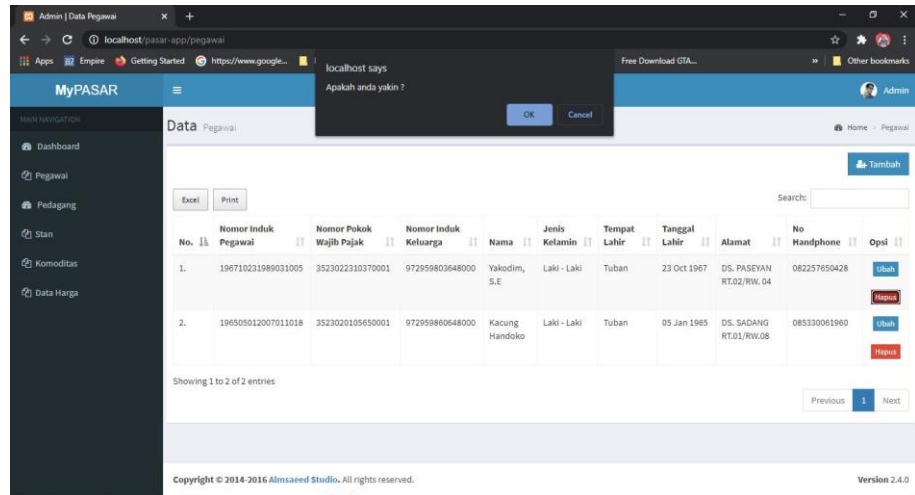 Admin | Data Pegawai
localhost/pasar-app/pegawai
Apps Empire Getting Started https://www.google... Free Download GTA... » Other bookmarks
localhost says
Apakah anda yakin ?
OK Cancel
MyPASAR Admin
MAIN NAVIGATION
Data Pegawai Home > Pegawai
Dashboard
Pegawai
Pedagang
Stan
Komoditas
Data Harga
Tambah
Excel Print Search:
No. Nomor Induk Pegawai Nomor Pokok Wajib Pajak Nomor Induk Keluarga Nama Jenis Kelamin Tempat Lahir Tanggal Lahir Alamat No Handphone Opsi
1. 196710231989031005 3523022310370001 972959803648000 Yakodim, S.E Laki - Laki Tuban 23 Oct 1967 DS. PASEYAN RT.02/RW. 04 082257650428 Ubah
Hapus
2. 196505012007011018 3523020105650001 972959860648000 Kacung Handoko Laki - Laki Tuban 05 Jan 1965 DS. SADANG RT.01/RW.08 085330061960 Ubah
Hapus
Showing 1 to 2 of 2 entries
Previous 1 Next
Copyright © 2014-2016 Almsaeed Studio. All rights reserved. Version 2.4.0